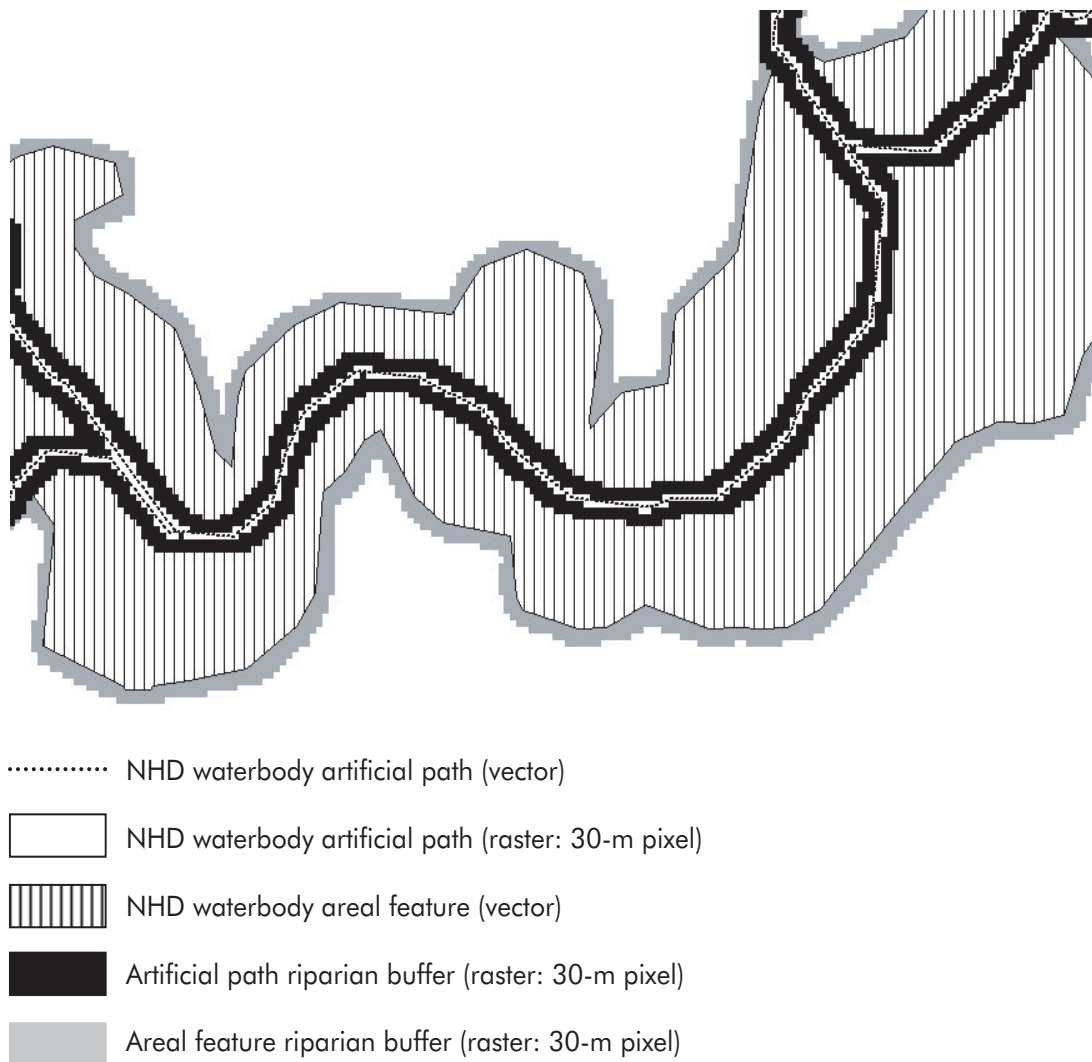 NHD waterbody artificial path (vector)
NHD waterbody artificial path (raster: 30-m pixel)
NHD waterbody areal feature (vector)
Artificial path riparian buffer (raster: 30-m pixel)
Areal feature riparian buffer (raster: 30-m pixel)